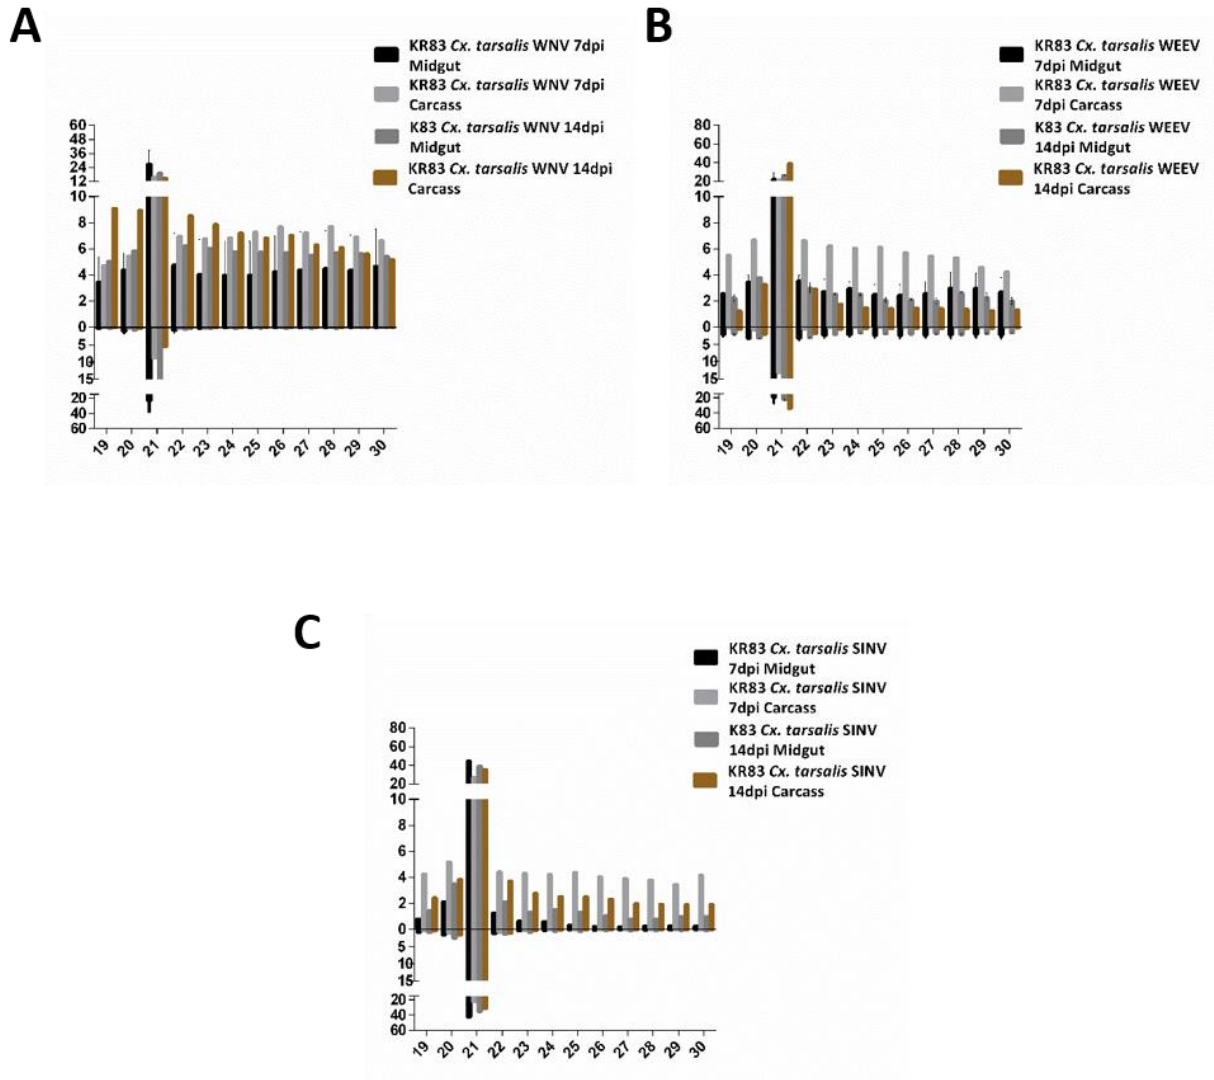 A
KR83 Cx. tarsalis WNV 7dpi
Midgut
KR83 Cx. tarsalis WNV 7dpi
Carcass
K83 Cx. tarsalis WNV 14dpi
Midgut
KR83 Cx. tarsalis WNV 14dpi
Carcass
60
48
36
24
12
10
8
6
4
2
0
5
10
15
20
40
60
19 20 21 22 23 24 25 26 27 28 29 30
B
KR83 Cx. tarsalis WEEV
7dpi Midgut
KR83 Cx. tarsalis WEEV
7dpi Carcass
K83 Cx. tarsalis WEEV
14dpi Midgut
KR83 Cx. tarsalis WEEV
14dpi Carcass
80
60
40
20
10
8
6
4
2
0
5
10
15
20
40
60
19 20 21 22 23 24 25 26 27 28 29 30
C
KR83 Cx. tarsalis SINV
7dpi Midgut
KR83 Cx. tarsalis SINV
7dpi Carcass
K83 Cx. tarsalis SINV
14dpi Midgut
KR83 Cx. tarsalis SINV
14dpi Carcass
80
60
40
20
10
8
6
4
2
0
5
10
15
20
40
60
19 20 21 22 23 24 25 26 27 28 29 30